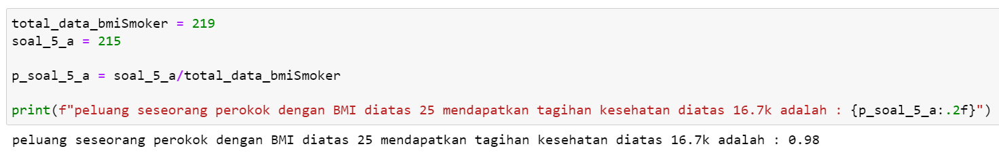 total_data_bmiSmoker = 219
soal_5_a = 215
p_soal_5_a = soal_5_a/total_data_bmiSmoker
print(f"peluang seseorang perokok dengan BMI diatas 25 mendapatkan tagihan kesehatan diatas 16.7k adalah : {p_soal_5_a:.2f}")
peluang seseorang perokok dengan BMI diatas 25 mendapatkan tagihan kesehatan diatas 16.7k adalah : 0.98